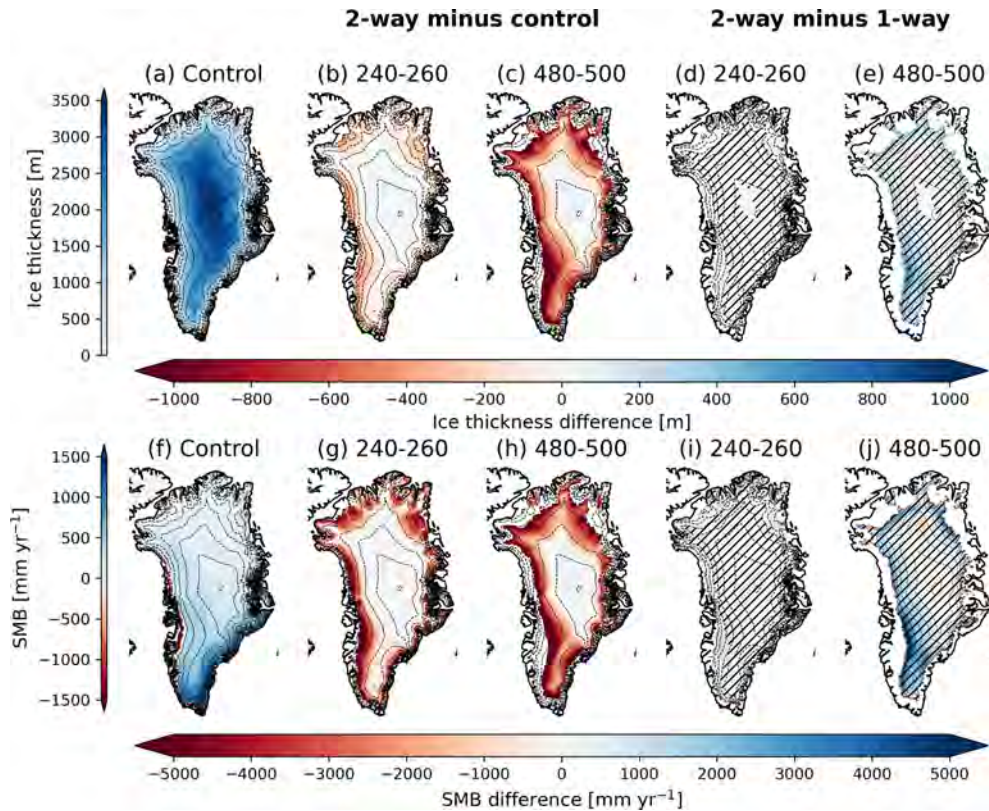 2-way minus control 2-way minus 1-way
(a) Control (b) 240-260 (c) 480-500 (d) 240-260 (e) 480-500
3500
3000
2500
2000
1500
1000
500
0
Ice thickness [m]
−1000 −800 −600 −400 −200 0 200 400 600 800 1000
Ice thickness difference [m]
(f) Control (g) 240-260 (h) 480-500 (i) 240-260 (j) 480-500
1500
1000
500
0
−500
−1000
−1500
SMB [mm yr⁻¹]
−5000 −4000 −3000 −2000 −1000 0 1000 2000 3000 4000 5000
SMB difference [mm yr⁻¹]